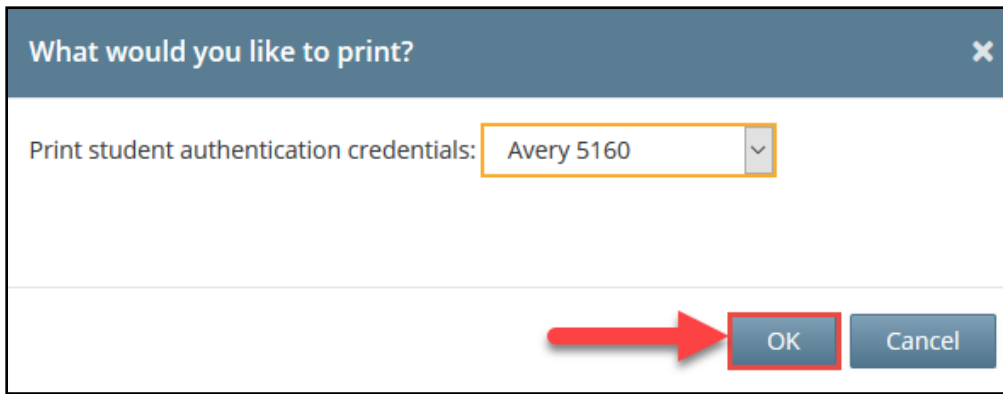 What would you like to print?
Print student authentication credentials: Avery 5160
OK Cancel